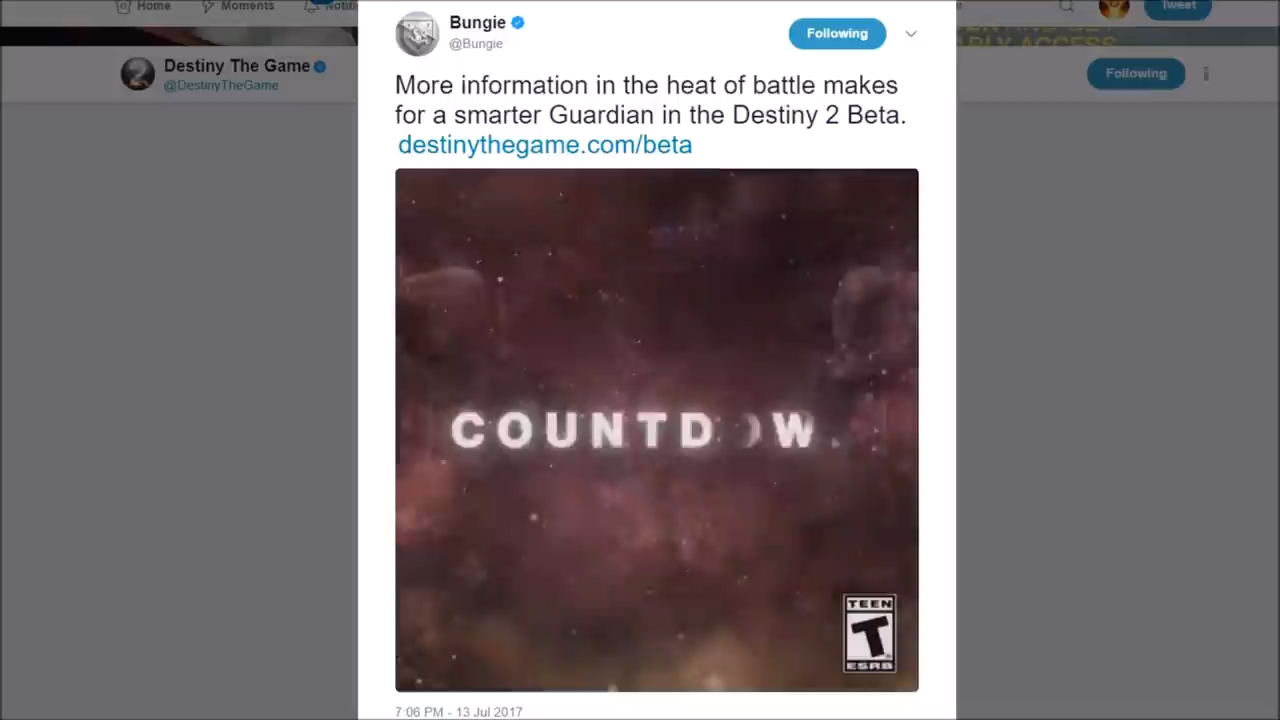 Home Moments
Tweet
Bungie
@Bungie
Following
Destiny The Game
@DestinyTheGame
Following
More information in the heat of battle makes
for a smarter Guardian in the Destiny 2 Beta.
destinythegame.com/beta
COUNTD W
TEEN
T
ESRB
7:06 PM - 13 Jul 2017